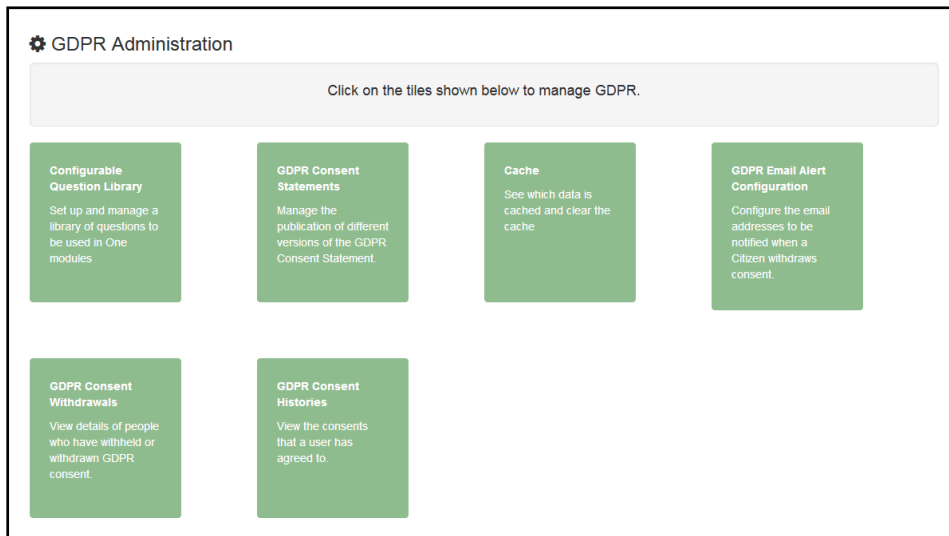 GDPR Administration
Click on the tiles shown below to manage GDPR.
Configurable
Question Library
Set up and manage a
library of questions to
be used in One
modules
GDPR Consent
Statements
Manage the
publication of different
versions of the GDPR
Consent Statement.
Cache
See which data is
cached and clear the
cache
GDPR Email Alert
Configuration
Configure the email
addresses to be
notified when a
Citizen withdraws
consent.
GDPR Consent
Withdrawals
View details of people
who have withheld or
withdrawn GDPR
consent.
GDPR Consent
Histories
View the consents
that a user has
agreed to.